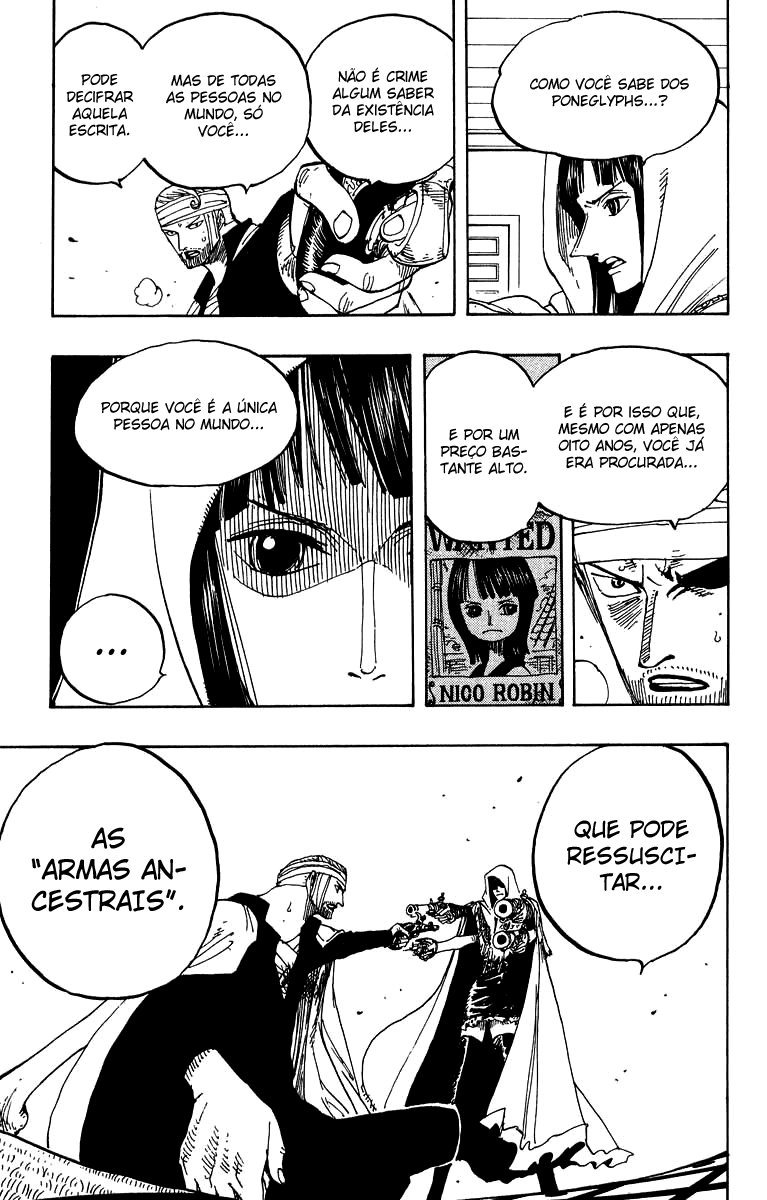 COMO VOCÊ SABE DOS
PONEGLYPHS...?
NÃO É CRIME
ALGUM SABER
DA EXISTÊNCIA
DELES...
MAS DE TODAS
AS PESSOAS NO
MUNDO, SÓ
VOCÊ...
PODE
DECIFRAR
AQUELA
ESCRITA.
E É POR ISSO QUE,
MESMO COM APENAS
OITO ANOS, VOCÊ JÁ
ERA PROCURADA...
E POR UM
PREÇO BAS-
TANTE ALTO.
WANTED
NICO ROBIN
PORQUE VOCÊ É A ÚNICA
PESSOA NO MUNDO...
...
QUE PODE
RESSUSCI-
TAR...
AS
"ARMAS AN-
CESTRAIS".